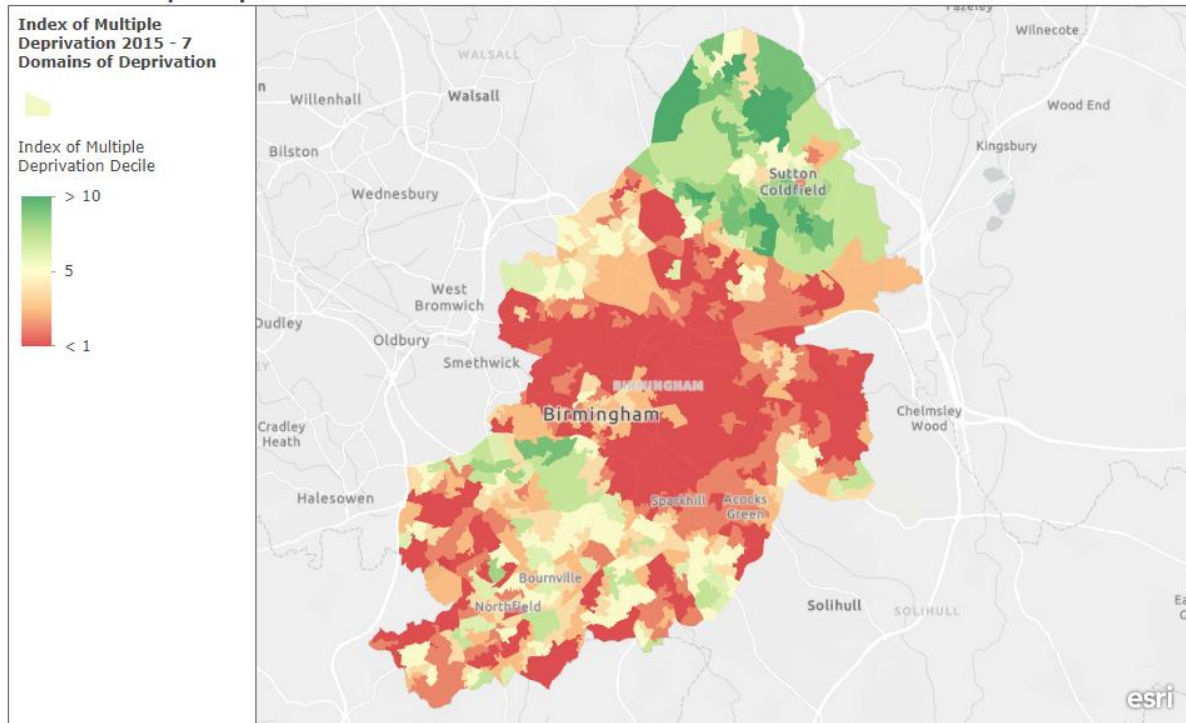 Index of Multiple
Deprivation 2015 - 7
Domains of Deprivation
Index of Multiple
Deprivation Decile
> 10
5
< 1
Wilnecote
WALSALL
Willenhall
Walsall
Wood End
Bilston
Kingsbury
Sutton
Coldfield
Wednesbury
West
Bromwich
Dudley
Oldbury
Smethwick
BIRMINGHAM
Birmingham
Chelmsley
Wood
Cradley
Heath
Halesowen
Sparkhill
Acocks
Green
Bournville
Northfield
Solihull
SOLIHULL
esri